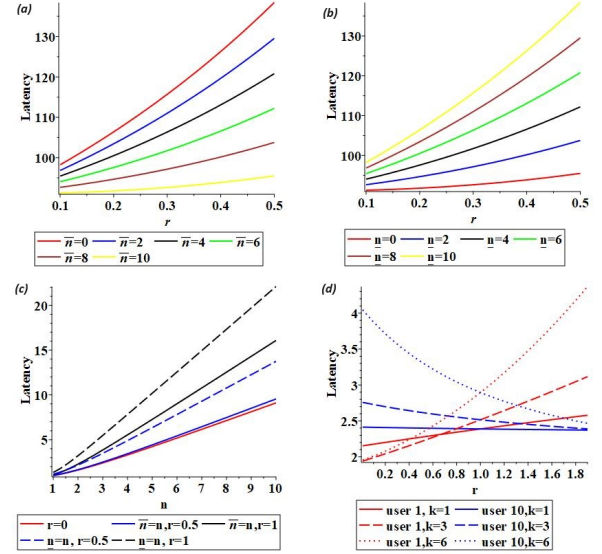 (a)
130
120
110
100
Latency
0.1 0.2 0.3 0.4 0.5
r
n̅=0 n̅=2 n̅=4 n̅=6
n̅=8 n̅=10
(b)
130
120
110
100
Latency
0.1 0.2 0.3 0.4 0.5
r
n̲=0 n̲=2 n̲=4 n̲=6
n̲=8 n̲=10
(c)
20
15
10
5
Latency
1 2 3 4 5 6 7 8 9 10
n
r=0 n̅=n,r=0.5 n̅=n,r=1
n̲=n, r=0.5 n̲=n, r=1
(d)
4
3.5
3
2.5
2
Latency
0.2 0.4 0.6 0.8 1.0 1.2 1.4 1.6 1.8
r
user 1, k=1 user 10,k=1
user 1,k=3 user 10,k=3
user 1,k=6 user 10,k=6